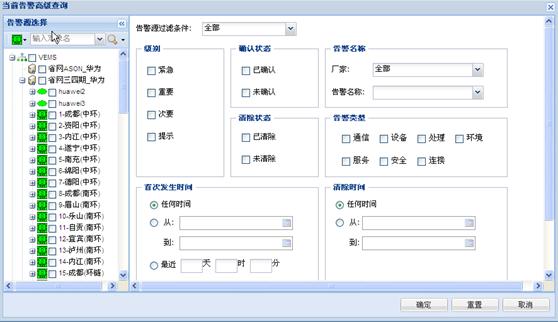 当前告警高级查询
告警源选择
输入对象名
VEMS
省网ASON_华为
省网三四期_华为
huawei2
huawei3
1-成都(中环)
2-资阳(中环)
3-内江(中环)
4-遂宁(中环)
5-南充(中环)
6-绵阳(中环)
7-德阳(中环)
8-成都(南环)
9-眉山(南环)
10-乐山(南环)
11-自贡(南环)
12-宜宾(南环)
13-泸州(南环)
14-内江(南环)
15-成都(环链)
告警源过滤条件: 全部
级别
紧急
重要
次要
提示
确认状态
已确认
未确认
清除状态
已清除
未清除
告警名称
厂家: 全部
告警名称:
告警类型
通信 设备 处理 环境
服务 安全 连接
首次发生时间
任何时间
从:
到:
最近 天 时 分
清除时间
任何时间
从:
到:
确定 重置 取消